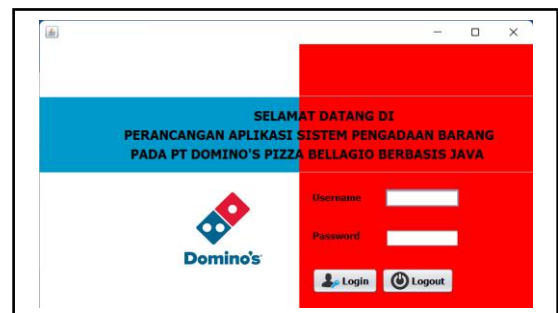 SELAMAT DATANG DI
PERANCANGAN APLIKASI SISTEM PENGADAAN BARANG
PADA PT DOMINO'S PIZZA BELLAGIO BERBASIS JAVA
Username
Password
Domino's
Login Logout